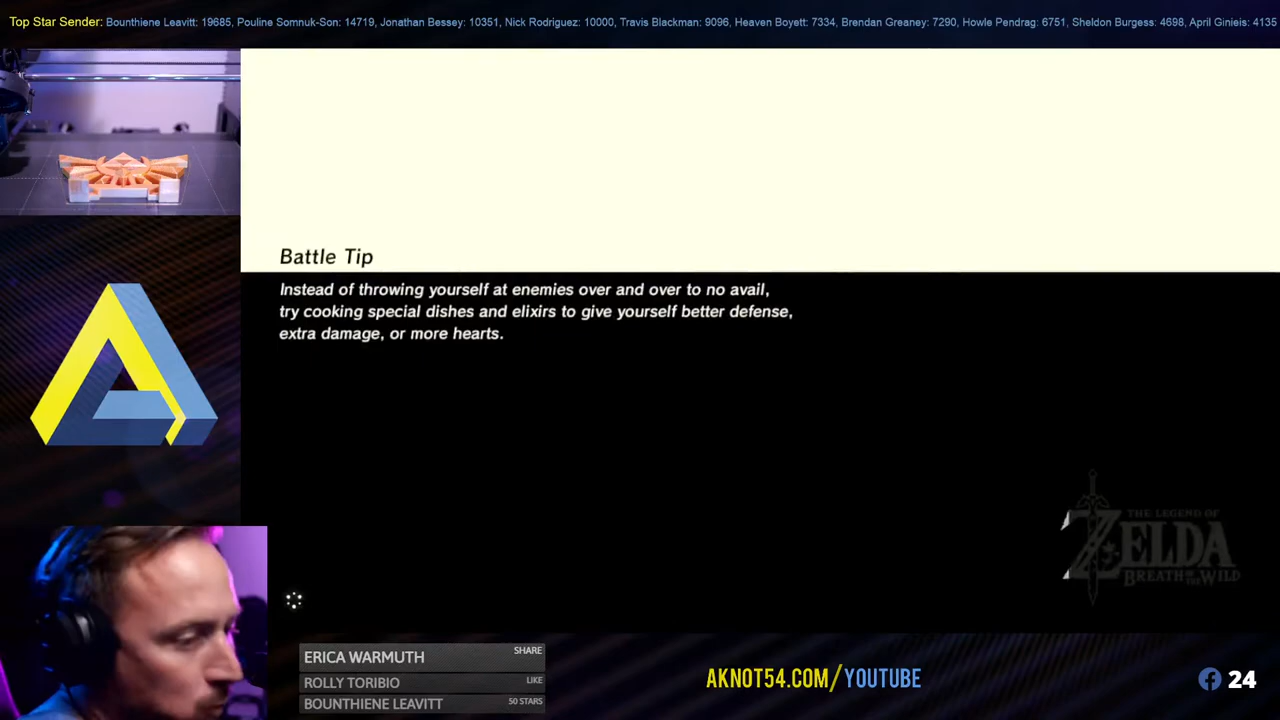 Top Star Sender: Bounthiene Leavitt: 19685, Pouline Somnuk-Son: 14719, Jonathan Bessey: 10351, Nick Rodriguez: 10000, Travis Blackman: 9096, Heaven Boyett: 7334, Brendan Greaney: 7290, Howle Pendrag: 6751, Sheldon Burgess: 4698, April Ginieis: 4135
Battle Tip
Instead of throwing yourself at enemies over and over to no avail,
try cooking special dishes and elixirs to give yourself better defense,
extra damage, or more hearts.
THE LEGEND OF
ZELDA
BREATH OF THE WILD
ERICA WARMUTH SHARE
ROLLY TORIBIO LIKE
BOUNTHIENE LEAVITT 50 STARS
AKNOT54.COM/YOUTUBE
24